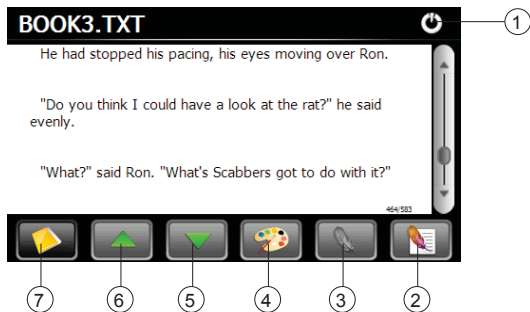 BOOK3.TXT
1
He had stopped his pacing, his eyes moving over Ron.
"Do you think I could have a look at the rat?" he said
evenly.
"What?" said Ron. "What's Scabbers got to do with it?"
464/583
7 6 5 4 3 2